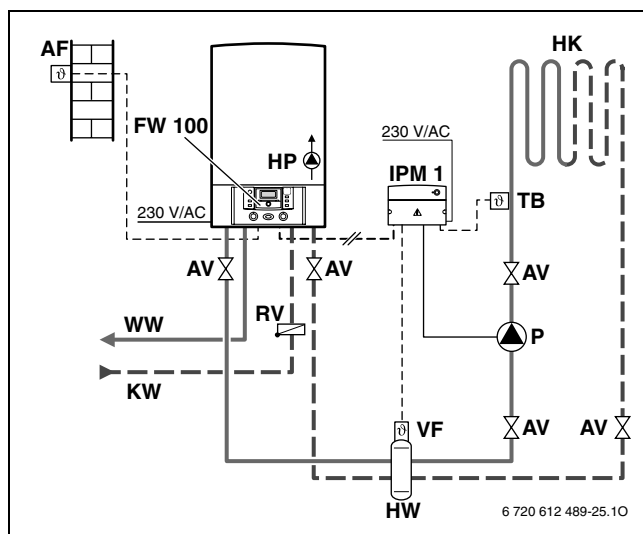 AF
HK
FW 100
230 V/AC
HP
IPM 1
ϑ
TB
ϑ
230 V/AC
AV
AV
AV
RV
WW
P
KW
ϑ
VF
AV
AV
HW
6 720 612 489-25.1O